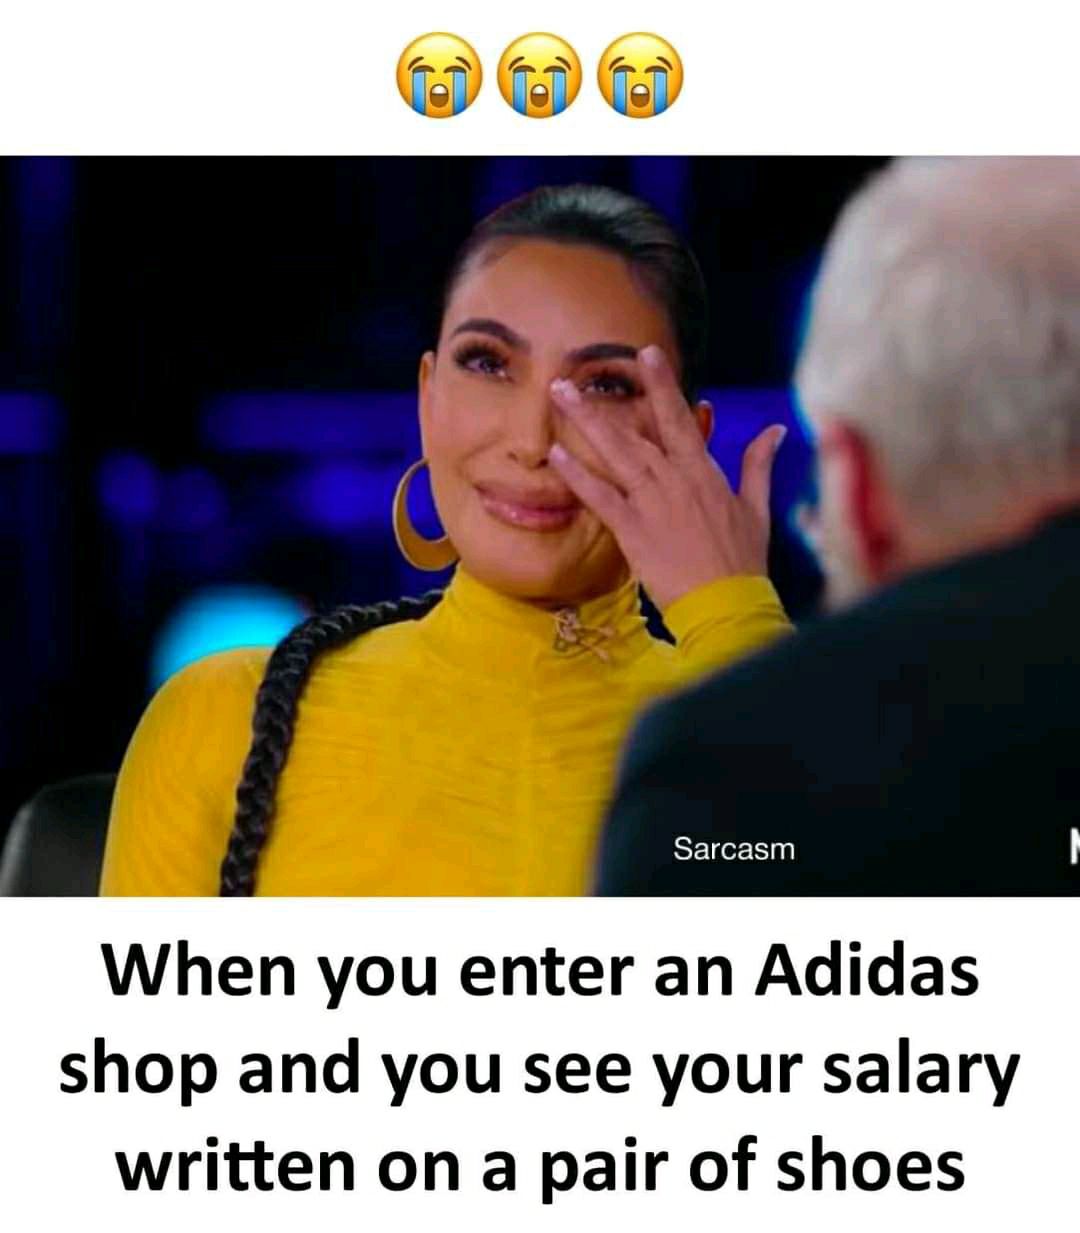 😭😭😭
Sarcasm
When you enter an Adidas
shop and you see your salary
written on a pair of shoes